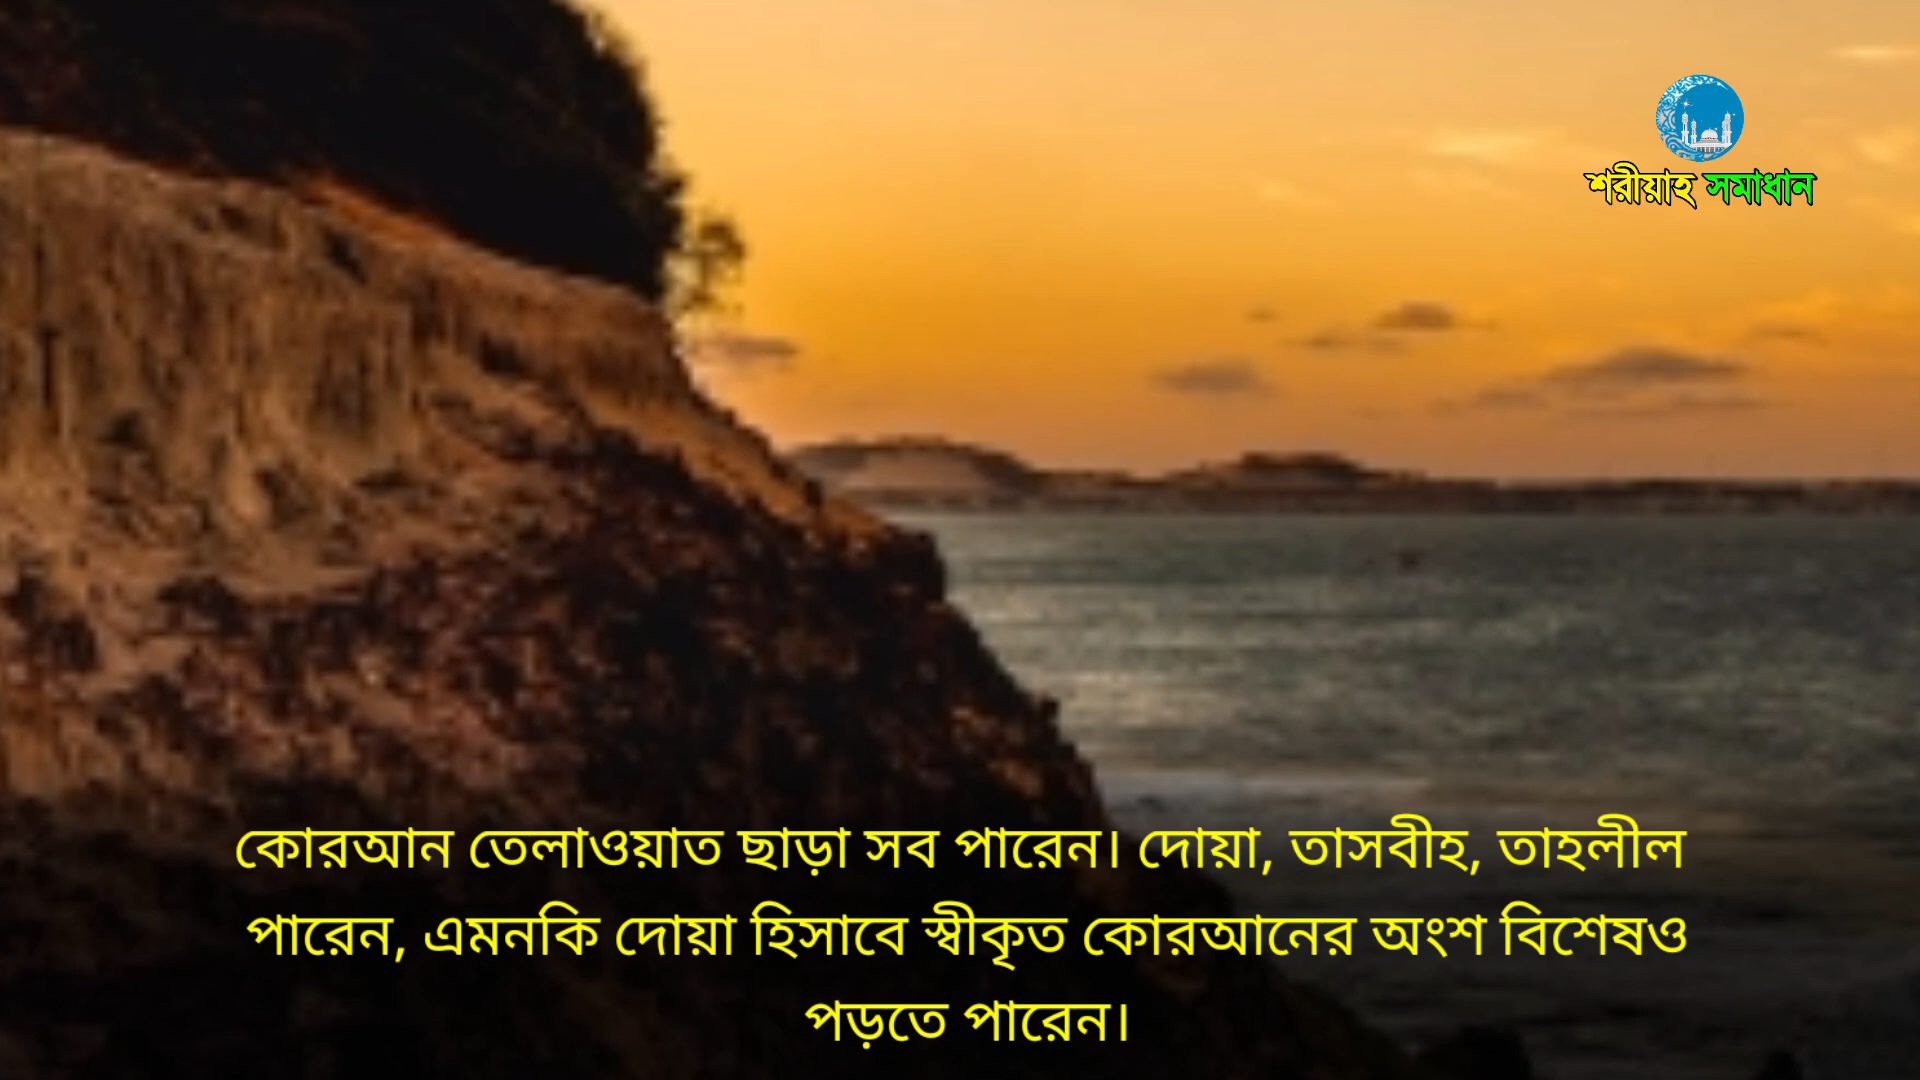 শরীয়াহ সমাধান
কোরআন তেলাওয়াত ছাড়া সব পারেন। দোয়া, তাসবীহ, তাহলীল
পারেন, এমনকি দোয়া হিসাবে স্বীকৃত কোরআনের অংশ বিশেষও
পড়তে পারেন।